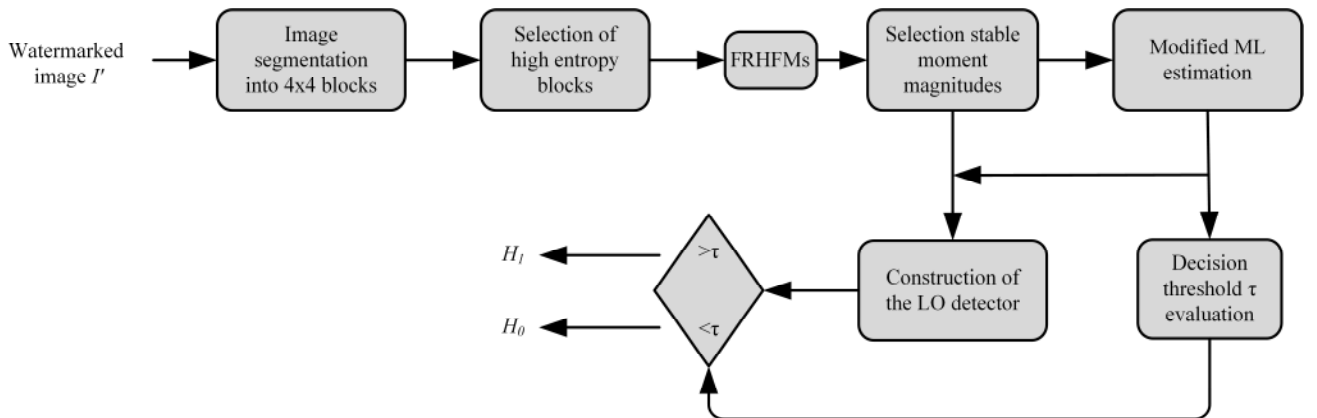 Watermarked
image I'
Image
segmentation
into 4x4 blocks
Selection of
high entropy
blocks
FRHFMs
Selection stable
moment
magnitudes
Modified ML
estimation
H1
H0
>τ
<τ
Construction of
the LO detector
Decision
threshold τ
evaluation